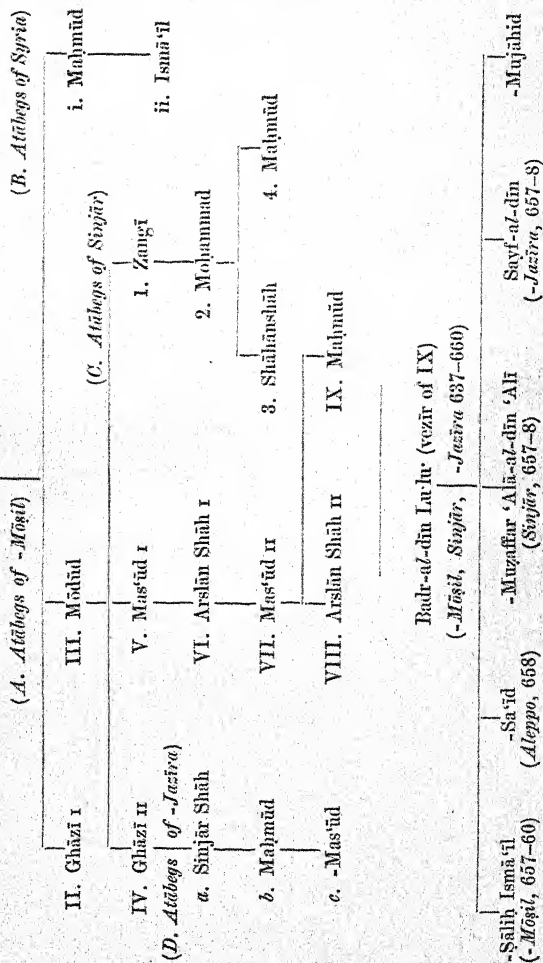 (A. Atābegs of -Mōṣil)
(B. Atābegs of Syria)
II. Ghāzī I
III. Mōdūd
i. Maḥmūd
(C. Atābegs of Sinjār)
IV. Ghāzī II
V. Mas'ūd I
1. Zangī
ii. Ismā'īl
(D. Atābegs of -Jazīra)
a. Sinjār Shāh
VI. Arslān Shāh I
2. Moḥammad
b. Maḥmūd
VII. Mas'ūd II
3. Shāhānshāh
4. Maḥmūd
c. -Mas'ūd
VIII. Arslān Shāh II
IX. Maḥmūd
Badr-al-dīn Lu'lu' (vezīr of IX)
(-Mōṣil, Sinjār, -Jazīra 637-660)
-Ṣāliḥ Ismā'īl
(-Mōṣil, 657-60)
-Sa'īd
(Aleppo, 658)
-Muẓaffar 'Alā-al-dīn 'Alī
(Sinjār, 657-8)
Sayf-al-dīn
(-Jazīra, 657-8)
-Mujāhid